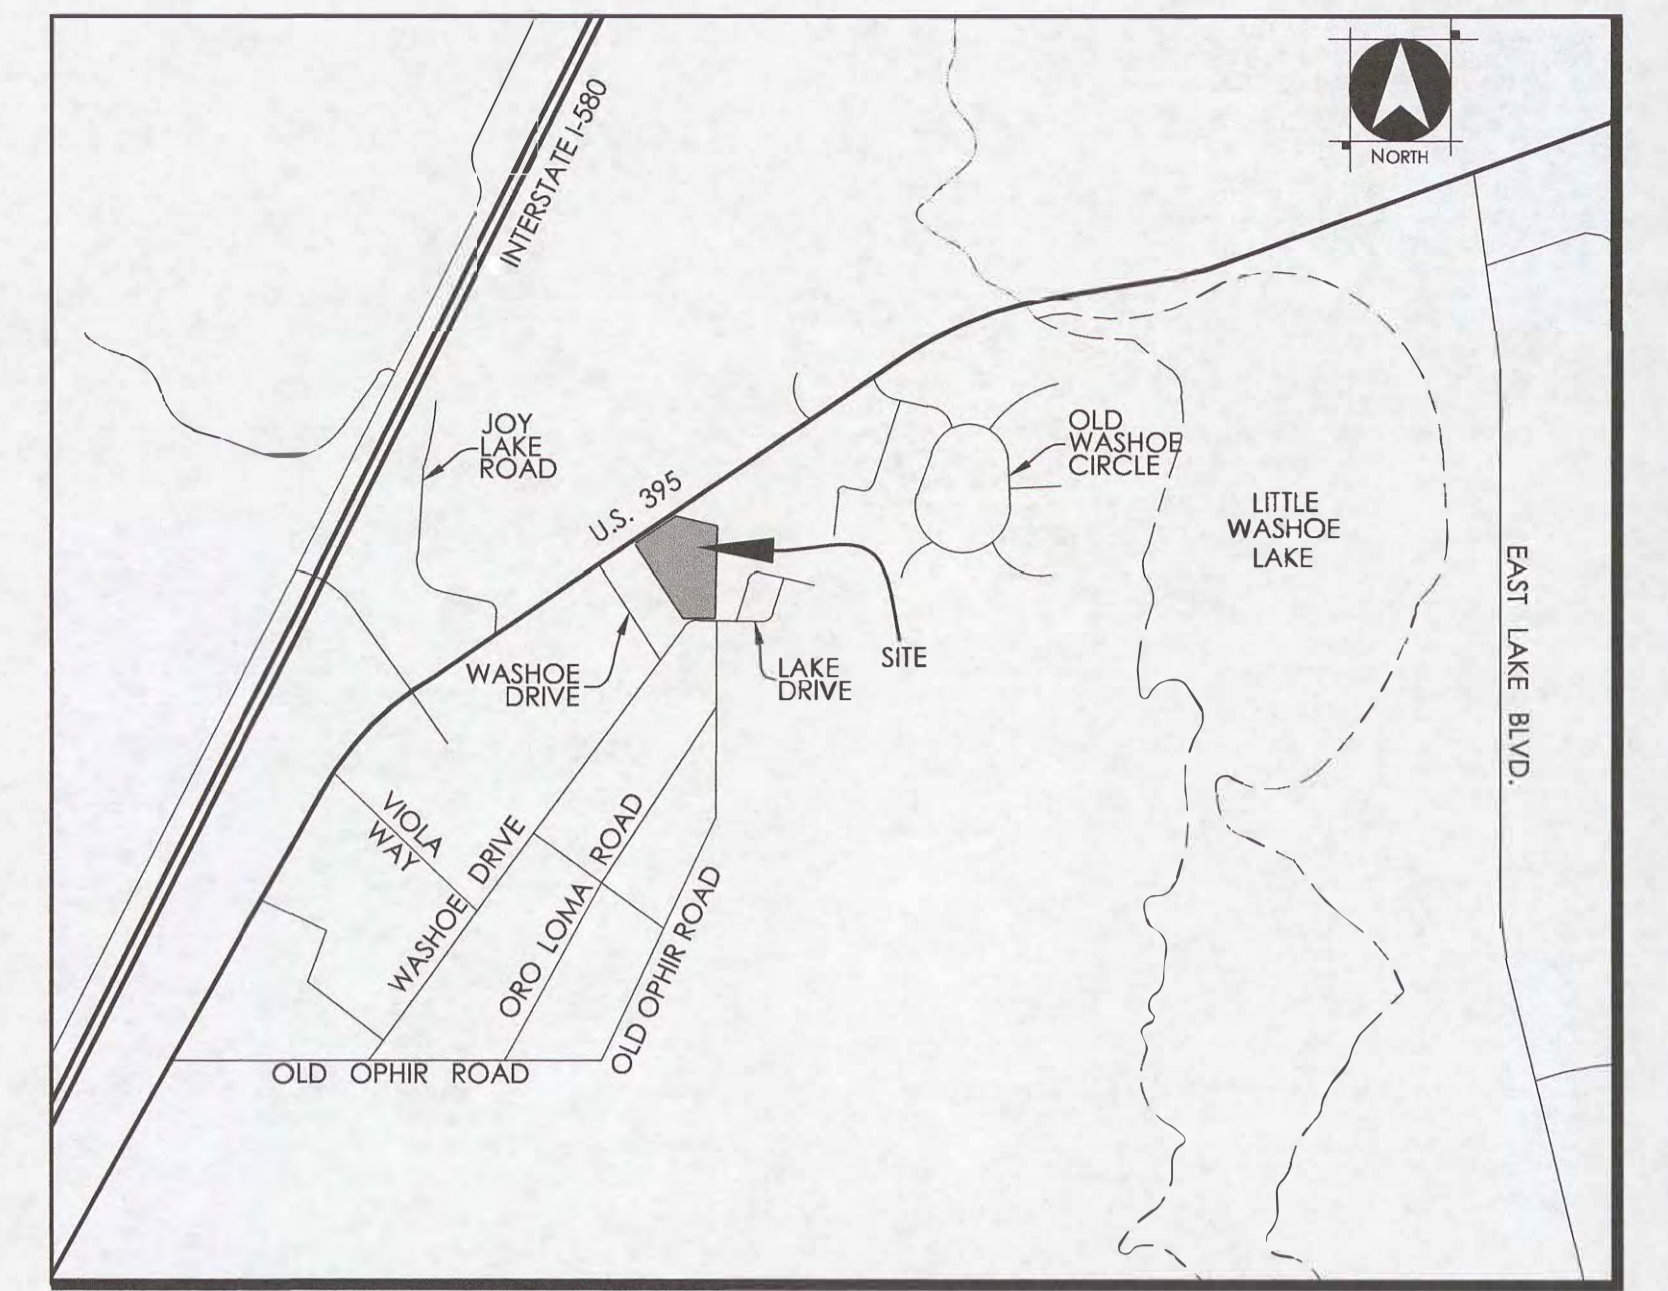 NORTH
INTERSTATE I-580
JOY
LAKE
ROAD
OLD
WASHOE
CIRCLE
U.S. 395
LITTLE
WASHOE
LAKE
EAST LAKE BLVD.
SITE
WASHOE
DRIVE
LAKE
DRIVE
VIOLA
WAY
WASHOE DRIVE
ORO LOMA ROAD
OLD OPHIR ROAD
OLD OPHIR ROAD